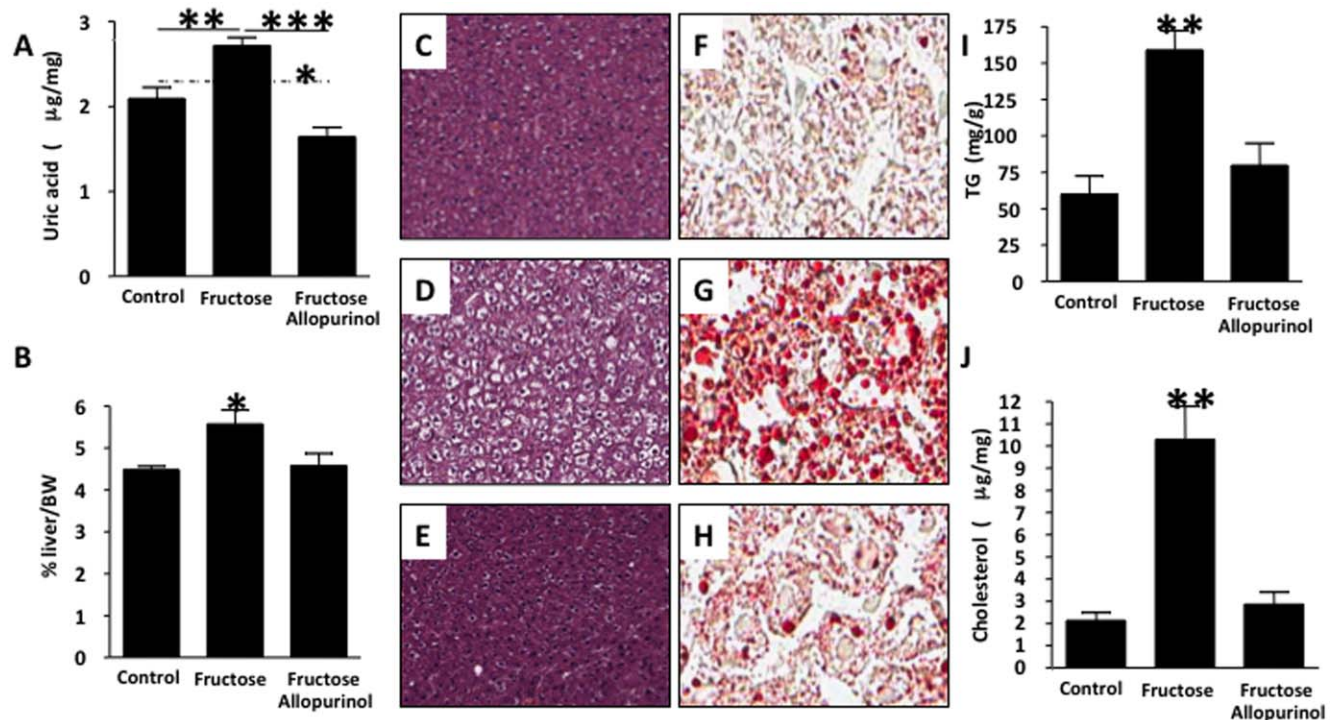 A
Uric acid ( µg/mg)
3
2
1
0
** ***
*
Control
Fructose
Fructose
Allopurinol
B
% liver/BW
6
5
4
3
2
1
0
*
Control
Fructose
Fructose
Allopurinol
C
D
E
F
G
H
I
TG (mg/g)
175
150
125
100
75
50
25
0
**
Control
Fructose
Fructose
Allopurinol
J
Cholesterol ( µg/mg)
12
11
10
9
8
7
6
5
4
3
2
1
0
**
Control
Fructose
Fructose
Allopurinol